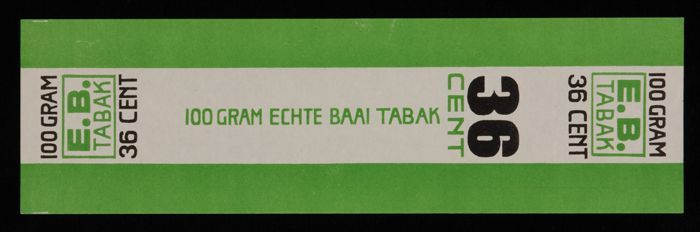 100 GRAM
E.B.
TABAK
36 CENT
100 GRAM ECHTE BAAI TABAK
36
CENT
100 GRAM
E.B.
TABAK
36 CENT